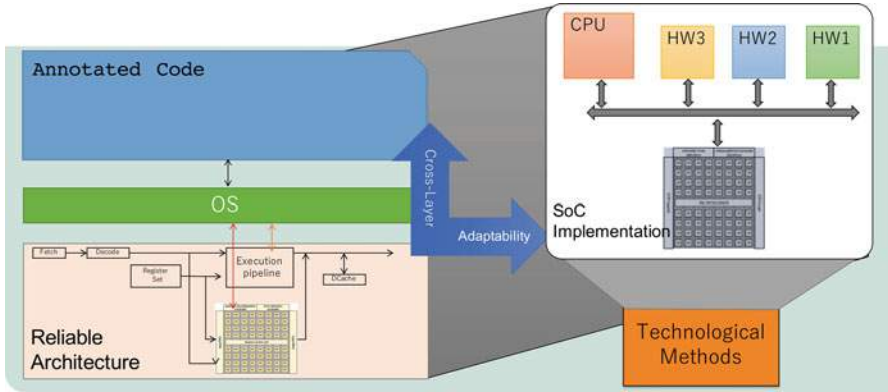 Annotated Code
OS
Fetch
Decode
Register
Set
Execution
pipeline
DCache
Reliable
Architecture
Cross-Layer
Adaptability
CPU
HW3
HW2
HW1
SoC
Implementation
Technological
Methods